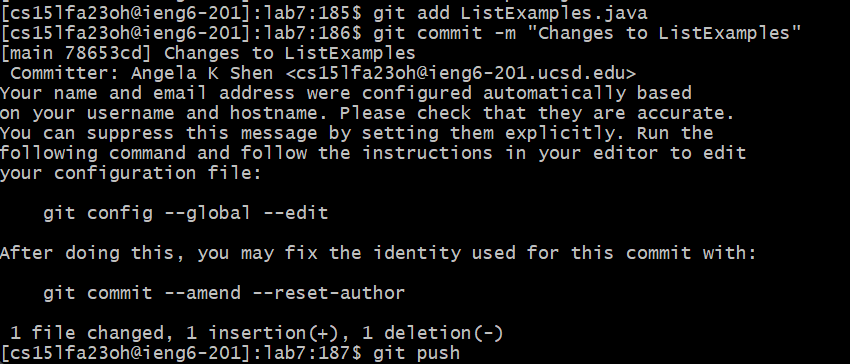 [cs15lfa23oh@ieng6-201]:lab7:185$ git add ListExamples.java
[cs15lfa23oh@ieng6-201]:lab7:186$ git commit -m "Changes to ListExamples"
[main 78653cd] Changes to ListExamples
 Committer: Angela K Shen <cs15lfa23oh@ieng6-201.ucsd.edu>
Your name and email address were configured automatically based
on your username and hostname. Please check that they are accurate.
You can suppress this message by setting them explicitly. Run the
following command and follow the instructions in your editor to edit
your configuration file:

    git config --global --edit

After doing this, you may fix the identity used for this commit with:

    git commit --amend --reset-author

 1 file changed, 1 insertion(+), 1 deletion(-)
[cs15lfa23oh@ieng6-201]:lab7:187$ git push